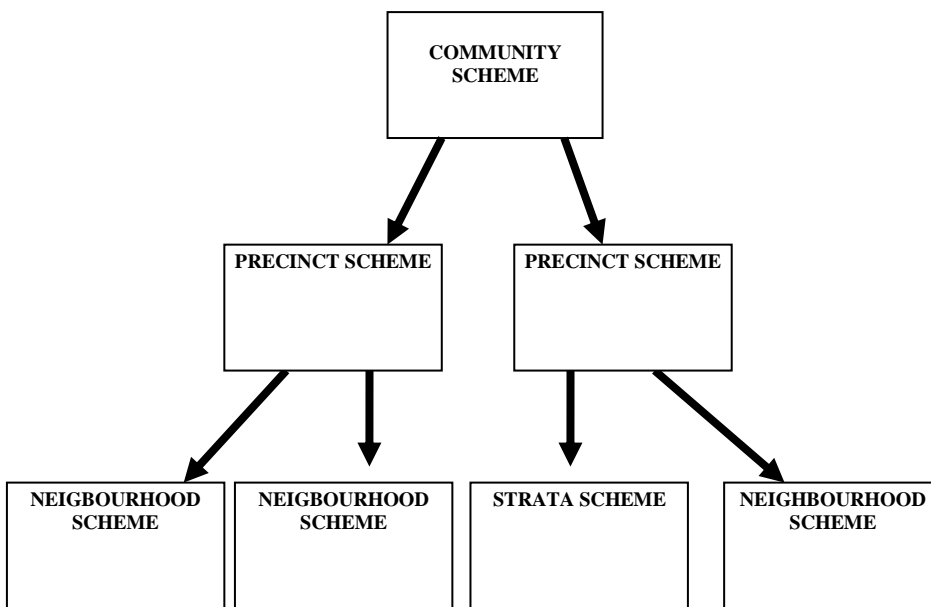 COMMUNITY
SCHEME
PRECINCT SCHEME
PRECINCT SCHEME
NEIGBOURHOOD
SCHEME
NEIGBOURHOOD
SCHEME
STRATA SCHEME
NEIGHBOURHOOD
SCHEME